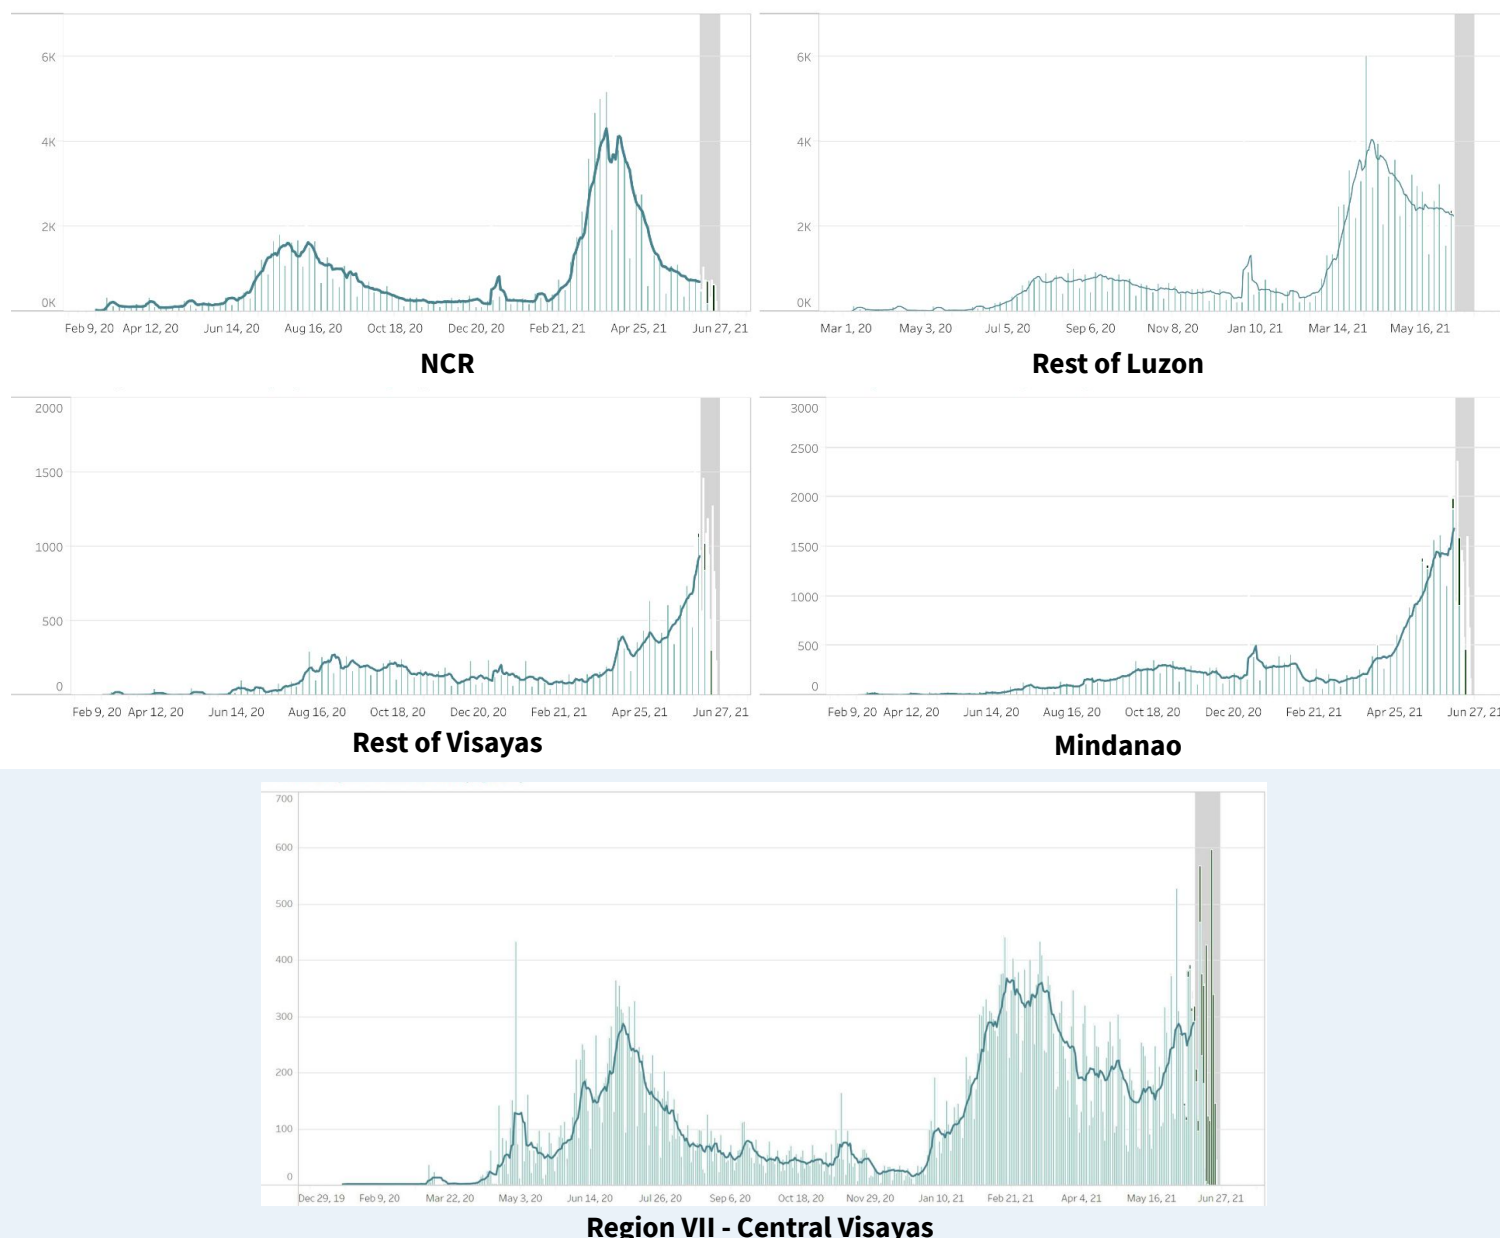 6K
4K
2K
0K
Feb 9, 20 Apr 12, 20 Jun 14, 20 Aug 16, 20 Oct 18, 20 Dec 20, 20 Feb 21, 21 Apr 25, 21 Jun 27, 21
NCR
6K
4K
2K
0K
Mar 1, 20 May 3, 20 Jul 5, 20 Sep 6, 20 Nov 8, 20 Jan 10, 21 Mar 14, 21 May 16, 21
Rest of Luzon
2000
1500
1000
500
0
Feb 9, 20 Apr 12, 20 Jun 14, 20 Aug 16, 20 Oct 18, 20 Dec 20, 20 Feb 21, 21 Apr 25, 21 Jun 27, 21
Rest of Visayas
3000
2500
2000
1500
1000
500
0
Feb 9, 20 Apr 12, 20 Jun 14, 20 Aug 16, 20 Oct 18, 20 Dec 20, 20 Feb 21, 21 Apr 25, 21 Jun 27, 21
Mindanao
700
600
500
400
300
200
100
0
Dec 29, 19 Feb 9, 20 Mar 22, 20 May 3, 20 Jun 14, 20 Jul 26, 20 Sep 6, 20 Oct 18, 20 Nov 29, 20 Jan 10, 21 Feb 21, 21 Apr 4, 21 May 16, 21 Jun 27, 21
Region VII - Central Visayas